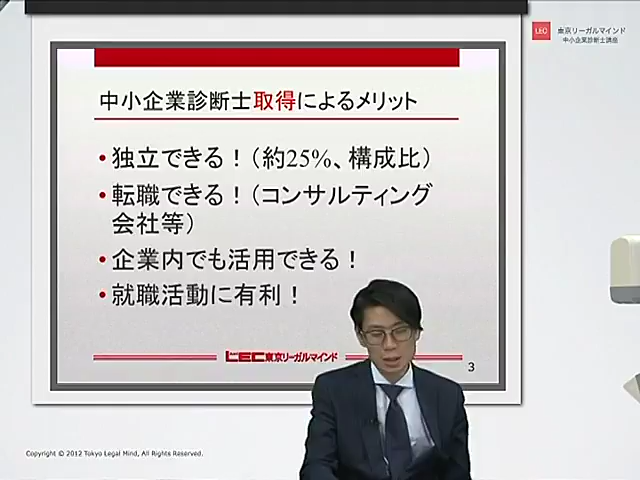 LEC 東京リーガルマインド
中小企業診断士講座
中小企業診断士取得によるメリット
•独立できる！（約25%、構成比）
•転職できる！（コンサルティング
会社等）
•企業内でも活用できる！
•就職活動に有利！
LEC東京リーガルマインド
3
Copyright © 2012 Tokyo Legal Mind, All Rights Reserved.